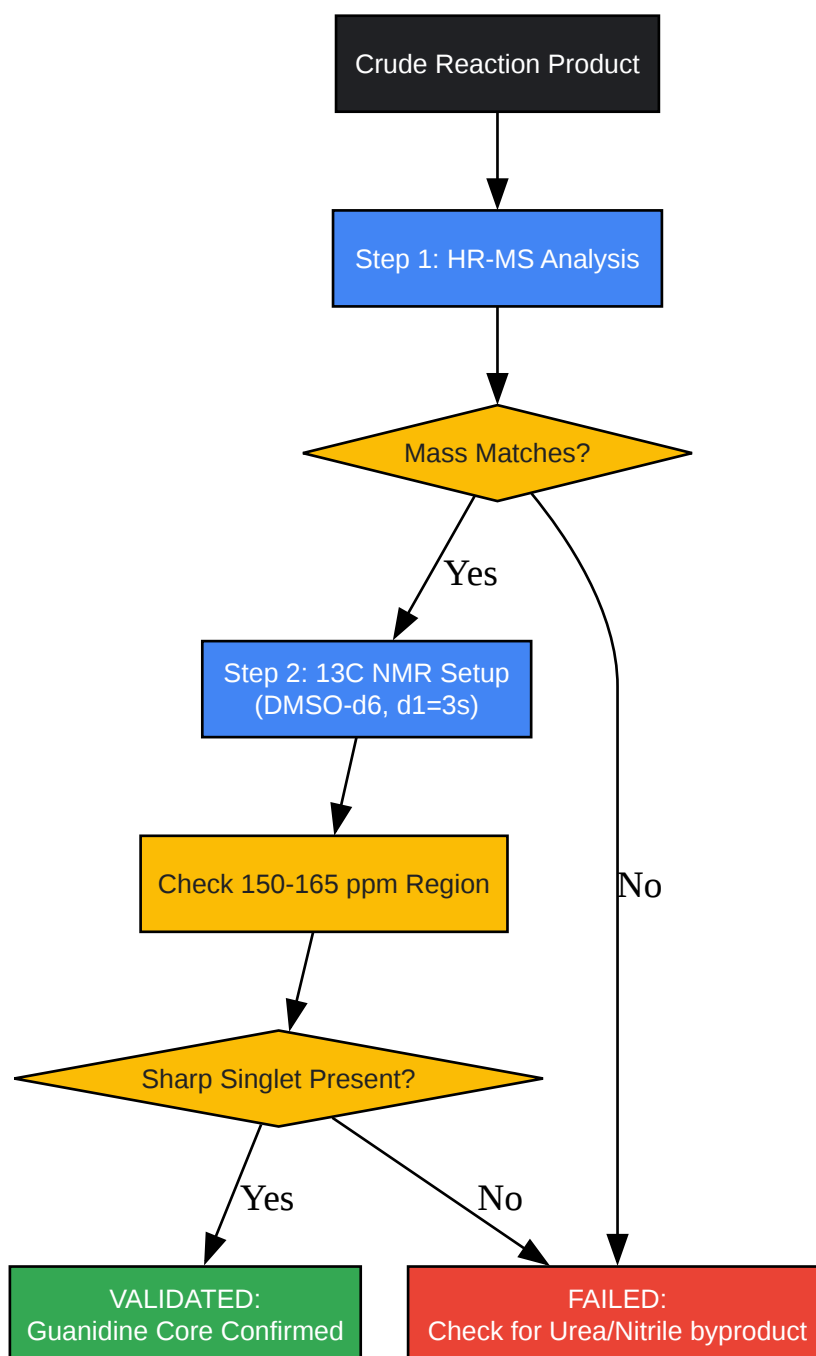 Crude Reaction Product
Step 1: HR-MS Analysis
Mass Matches?
Yes
Step 2: 13C NMR Setup
(DMSO-d6, d1=3s)
Check 150-165 ppm Region
No
Sharp Singlet Present?
Yes
No
VALIDATED:
Guanidine Core Confirmed
FAILED:
Check for Urea/Nitrile byproduct